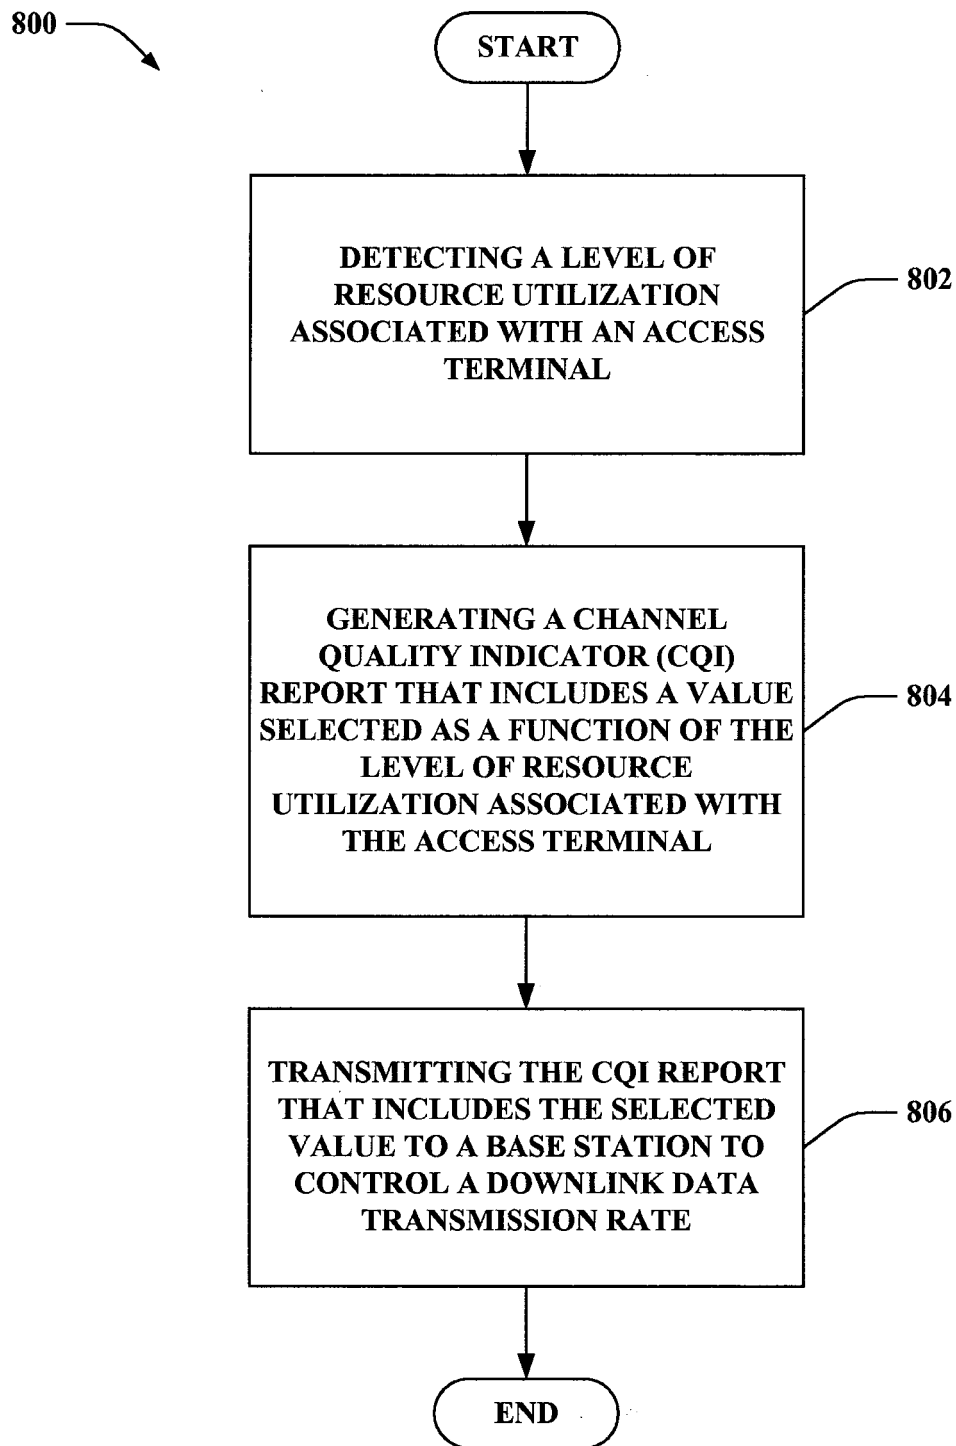 800
START
DETECTING A LEVEL OF
RESOURCE UTILIZATION
ASSOCIATED WITH AN ACCESS
TERMINAL
802
GENERATING A CHANNEL
QUALITY INDICATOR (CQI)
REPORT THAT INCLUDES A VALUE
SELECTED AS A FUNCTION OF THE
LEVEL OF RESOURCE
UTILIZATION ASSOCIATED WITH
THE ACCESS TERMINAL
804
TRANSMITTING THE CQI REPORT
THAT INCLUDES THE SELECTED
VALUE TO A BASE STATION TO
CONTROL A DOWNLINK DATA
TRANSMISSION RATE
806
END